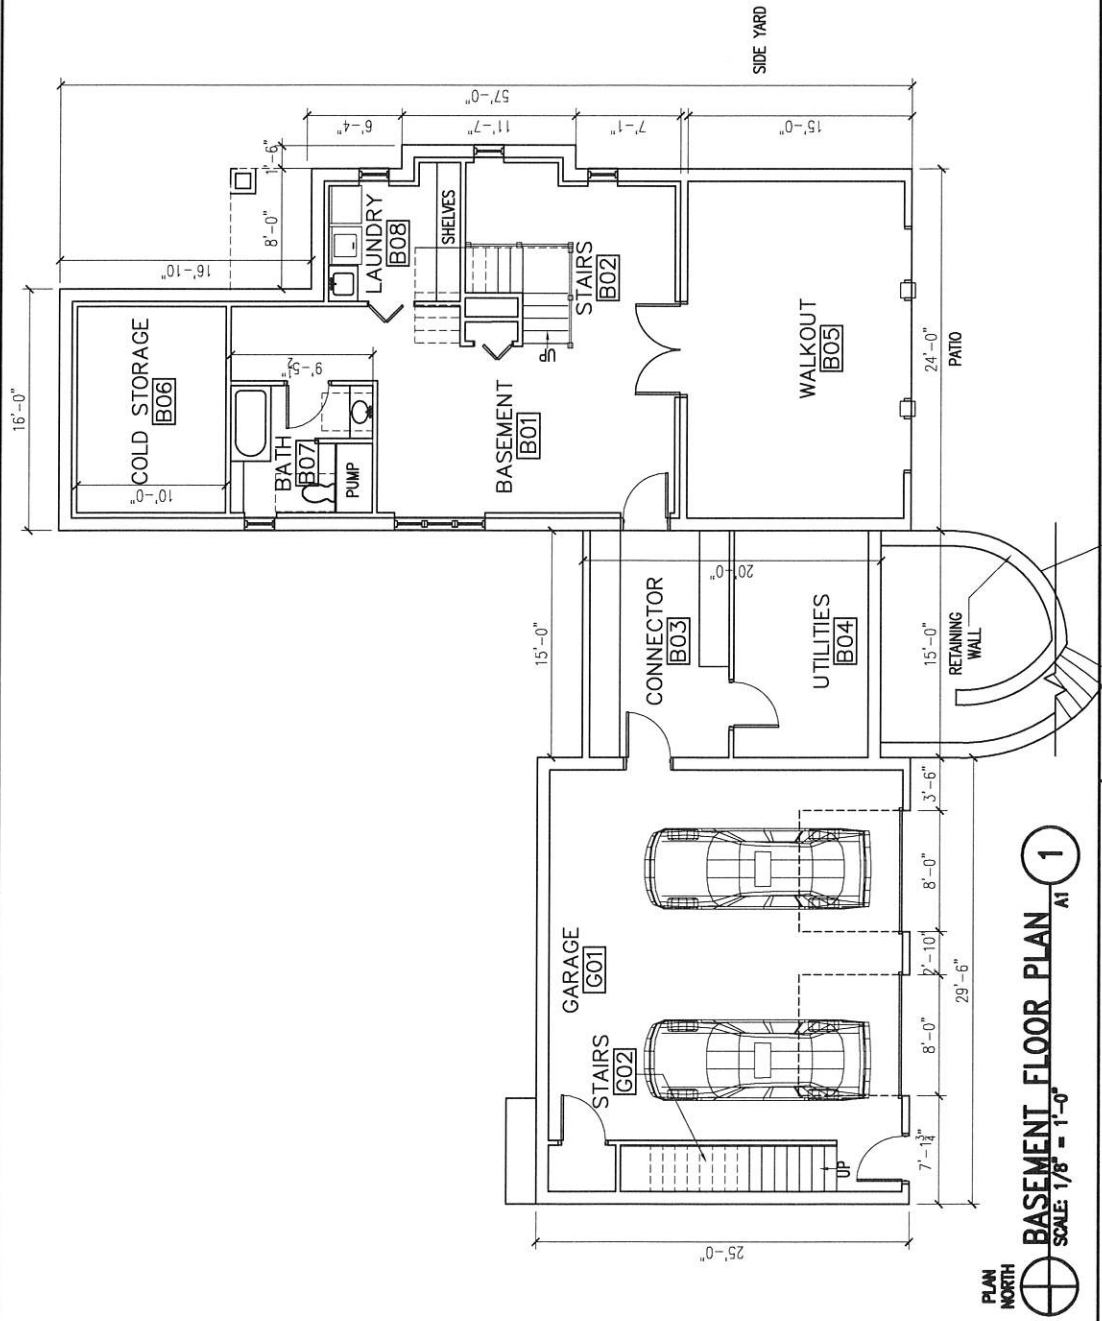 SIDE YARD
57'-0"
6'-4"
11'-7"
7'-1"
15'-0"
1'-6"
8'-0"
16'-10"
16'-0"
COLD STORAGE
B06
10'-0"
LAUNDRY
B08
SHELVES
STAIRS
B02
UP
9'-5½"
BATH
B07
PUMP
BASEMENT
B01
WALKOUT
B05
24'-0"
PATIO
15'-0"
CONNECTOR
B03
20'-0"
UTILITIES
B04
15'-0"
RETAINING
WALL
GARAGE
G01
STAIRS
G02
UP
3'-6"
8'-0"
2'-10"
8'-0"
7'-1¾"
29'-6"
25'-0"
PLAN
NORTH
BASEMENT FLOOR PLAN
SCALE: 1/8" = 1'-0"
1
A1